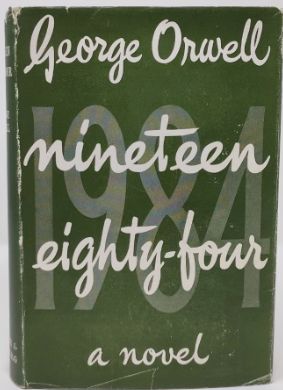 George Orwell
1984
nineteen
eighty-four
a novel